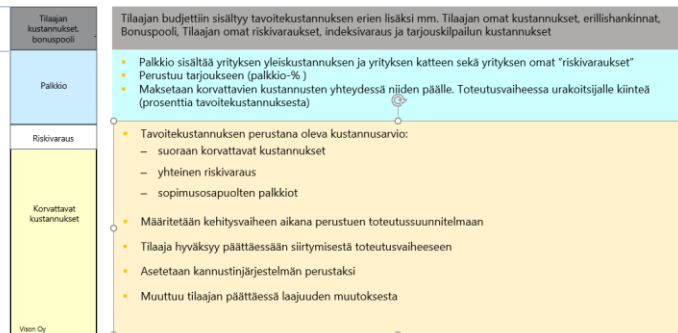 Tilaajan
kustannukset.
bonuspooli
Tilaajan budjettiin sisältyy tavoitekustannuksen erien lisäksi mm. Tilaajan omat kustannukset, erillishankinnat,
Bonuspooli, Tilaajan omat riskivaraukset, indeksivaraus ja tarjouskilpailun kustannukset
Palkkio
Palkkio sisältää yrityksen yleiskustannuksen ja yrityksen katteen sekä yrityksen omat "riskivaraukset"
Perustuu tarjoukseen (palkkio-% )
Maksetaan korvattavien kustannusten yhteydessä niiden päälle. Toteutusvaiheessa urakoitsijalle kiinteä
(prosenttia tavoitekustannuksesta)
Riskivaraus
Tavoitekustannuksen perustana oleva kustannusarvio:
– suoraan korvattavat kustannukset
– yhteinen riskivaraus
– sopimusosapuolten palkkiot
Korvattavat
kustannukset
Määritetään kehitysvaiheen aikana perustuen toteutussuunnitelmaan
Tilaaja hyväksyy päättäessään siirtymisestä toteutusvaiheeseen
Asetetaan kannustinjärjestelmän perustaksi
Muuttuu tilaajan päättäessä laajuuden muutoksesta
Vison Oy